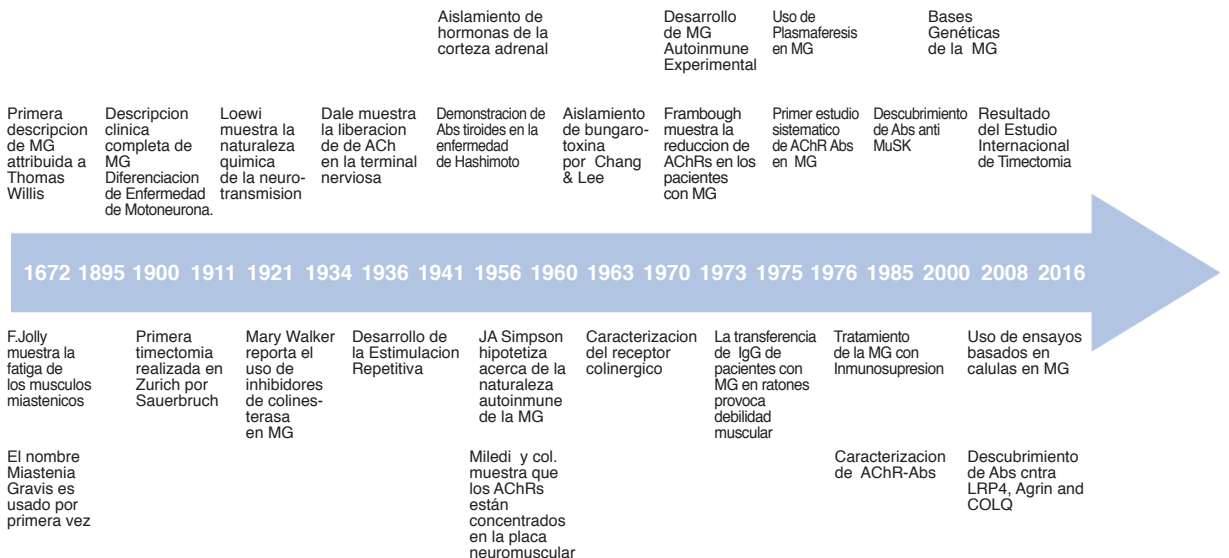 Aislamiento de
hormonas de la
corteza adrenal
Desarrollo
de MG
Autoinmune
Experimental
Uso de
Plasmaferesis
en MG
Bases
Genéticas
de la MG
Primera
descripcion
de MG
attribuida a
Thomas
Willis
Descripcion
clinica
completa de
MG
Diferenciacion
de Enfermedad
de Motoneurona.
Loewi
muestra la
naturaleza
quimica
de la neuro-
transmision
Dale muestra
la liberacion
de de ACh
en la terminal
nerviosa
Demonstracion de
Abs tiroides en la
enfermedad
de Hashimoto
Aislamiento
de bungaro-
toxina
por Chang
& Lee
Frambough
muestra la
reduccion de
AChRs en los
pacientes
con MG
Primer estudio
sistematico
de AChR Abs
en MG
Descubrimiento
de Abs anti
MuSK
Resultado
del Estudio
Internacional
de Timectomia
1672 1895 1900 1911 1921 1934 1936 1941 1956 1960 1963 1970 1973 1975 1976 1985 2000 2008 2016
F.Jolly
muestra la
fatiga de
los musculos
miastenicos
Primera
timectomia
realizada en
Zurich por
Sauerbruch
Mary Walker
reporta el
uso de
inhibidores
de colines-
terasa
en MG
Desarrollo de
la Estimulacion
Repetitiva
JA Simpson
hipotetiza
acerca de la
naturaleza
autoinmune
de la MG
Caracterizacion
del receptor
colinergico
La transferencia
de IgG de
pacientes con
MG en ratones
provoca
debilidad
muscular
Tratamiento
de la MG con
Inmunosupresion
Uso de ensayos
basados en
calulas en MG
El nombre
Miastenia
Gravis es
usado por
primera vez
Miledi y col.
muestra que
los AChRs
están
concentrados
en la placa
neuromuscular
Caracterizacion
de AChR-Abs
Descubrimiento
de Abs cntra
LRP4, Agrin and
COLQ